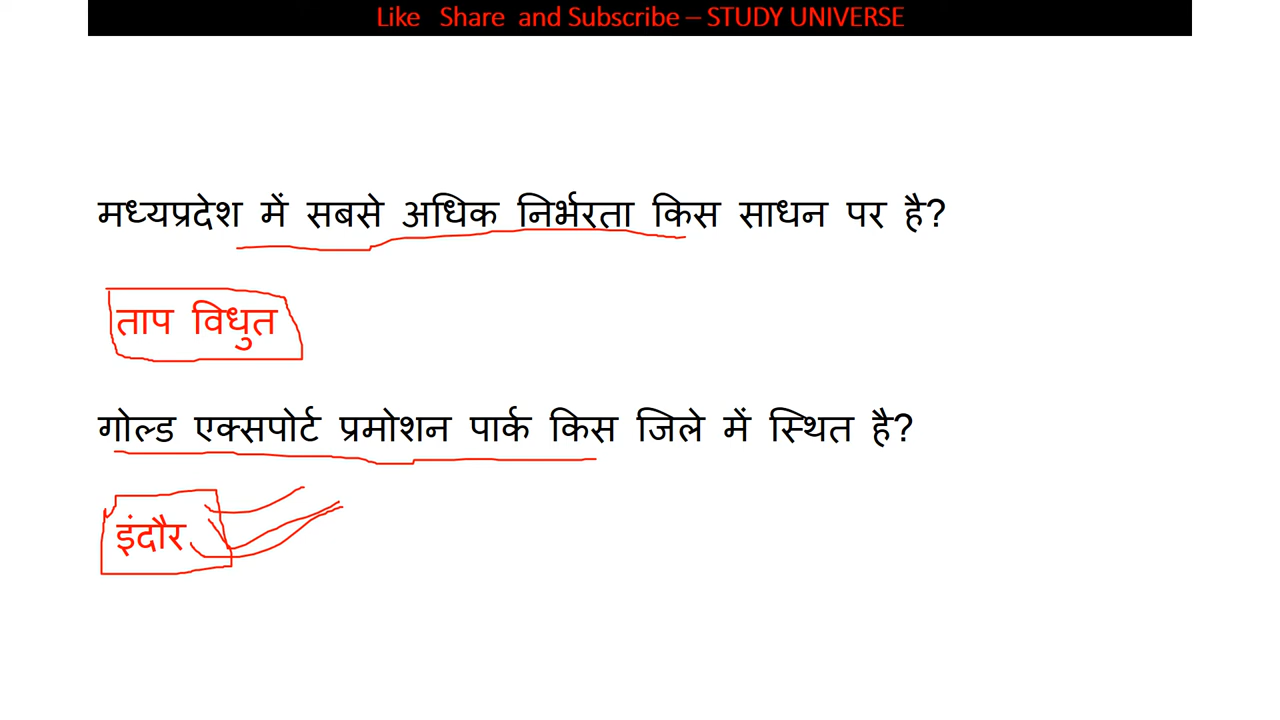 Like Share and Subscribe – STUDY UNIVERSE
मध्यप्रदेश में सबसे अधिक निर्भरता किस साधन पर है?
ताप विधुत
गोल्ड एक्सपोर्ट प्रमोशन पार्क किस जिले में स्थित है?
इंदौर